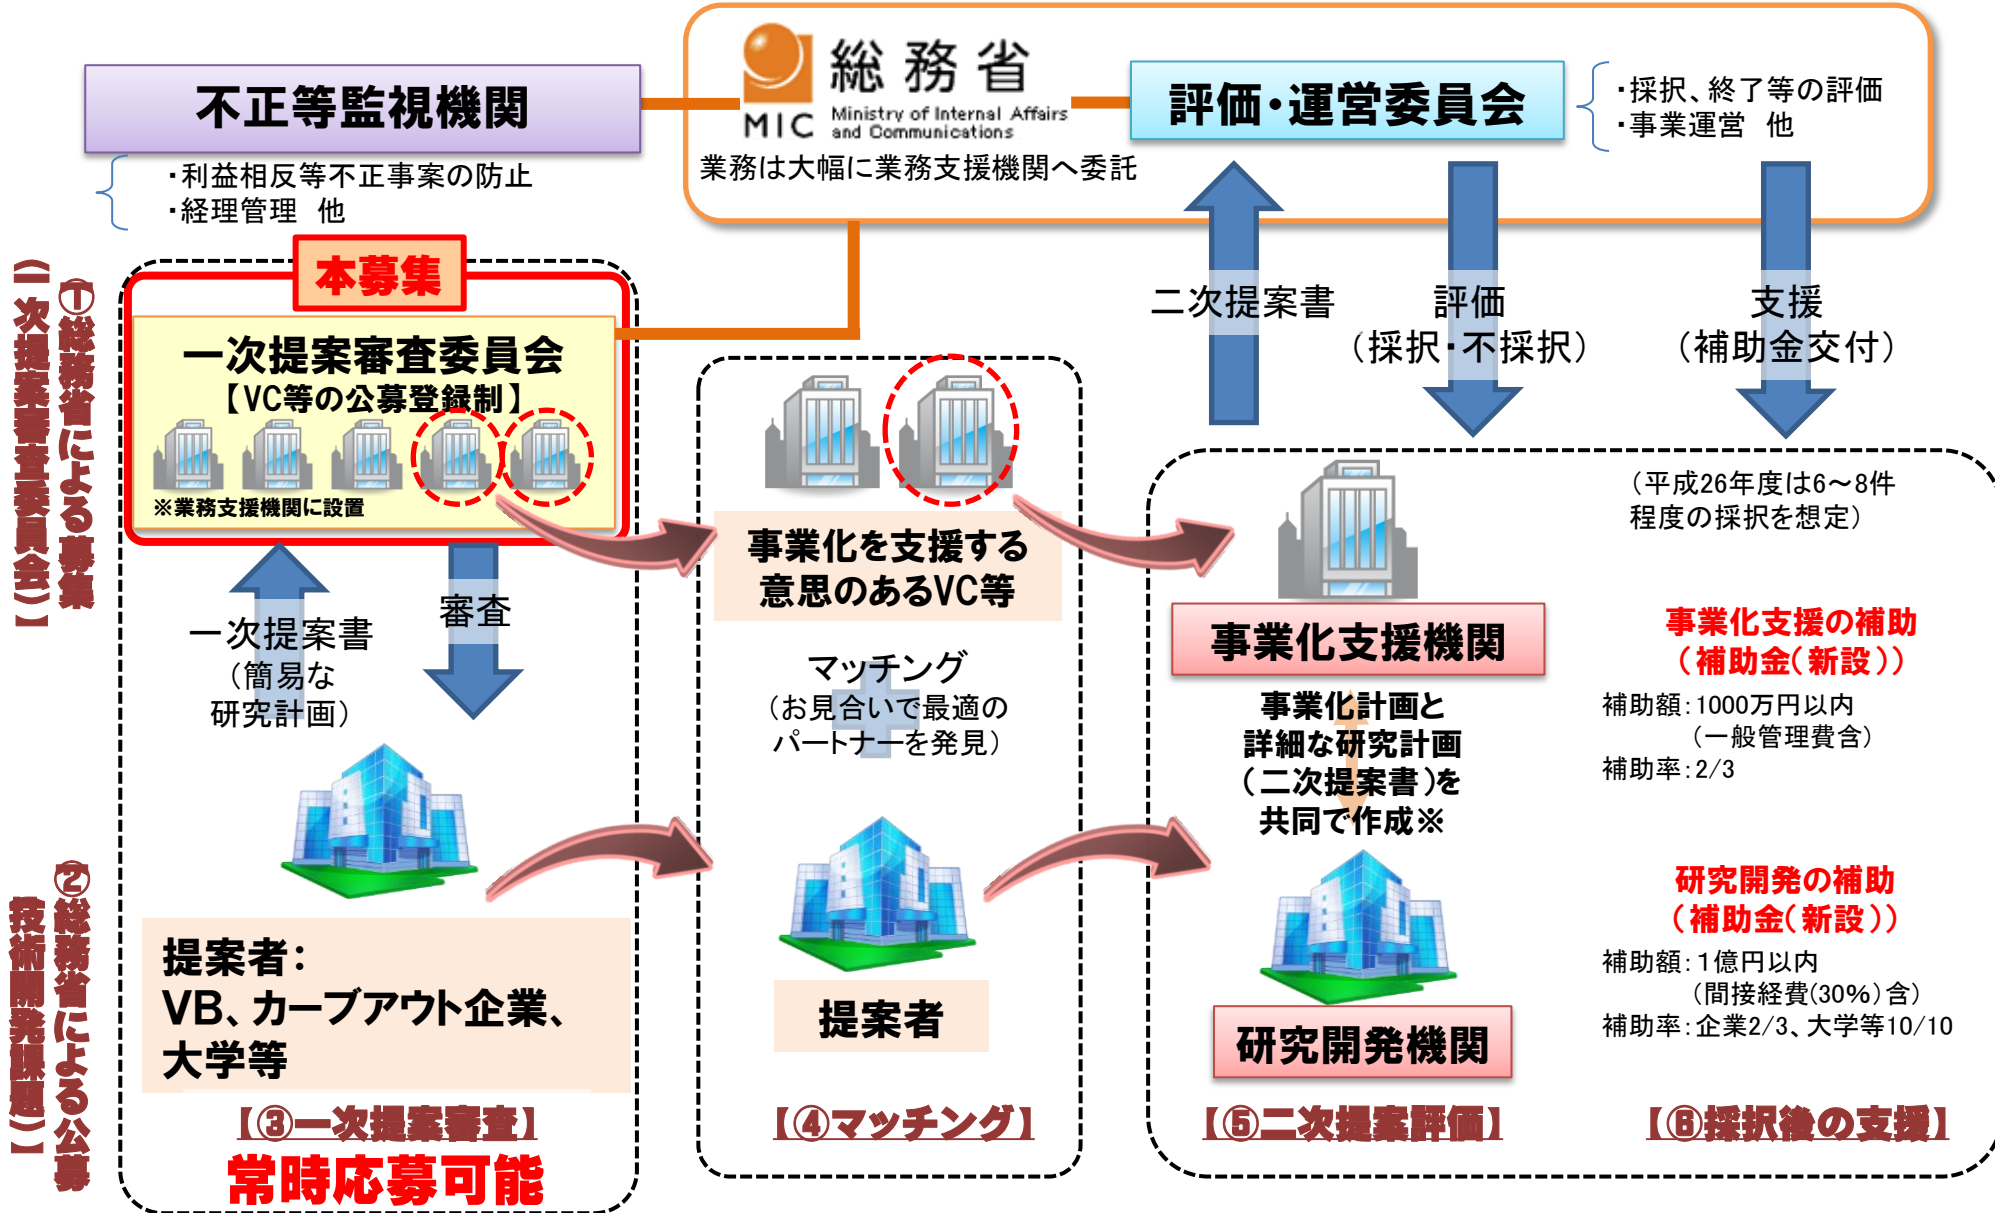 総務省
MIC
Ministry of Internal Affairs
and Communications
業務は大幅に業務支援機関へ委託
不正等監視機関
・利益相反等不正事案の防止
・経理管理 他
評価・運営委員会
・採択、終了等の評価
・事業運営 他
【①総務省による募集
（一次提案審査委員会）】
【②総務省による公募
（技術開発課題）】
本募集
一次提案審査委員会
【VC等の公募登録制】
※業務支援機関に設置
一次提案書
（簡易な
研究計画）
審査
提案者：
VB、カーブアウト企業、
大学等
【③一次提案審査】
常時応募可能
事業化を支援する
意思のあるVC等
マッチング
（お見合いで最適の
パートナーを発見）
提案者
【④マッチング】
二次提案書
評価
（採択・不採択）
支援
（補助金交付）
事業化支援機関
事業化計画と
詳細な研究計画
（二次提案書）を
共同で作成※
研究開発機関
【⑤二次提案評価】
（平成26年度は6～8件
程度の採択を想定）
事業化支援の補助
（補助金（新設））
補助額：1000万円以内
（一般管理費含）
補助率：2/3
研究開発の補助
（補助金（新設））
補助額：1億円以内
（間接経費（30%）含）
補助率：企業2/3、大学等10/10
【⑥採択後の支援】